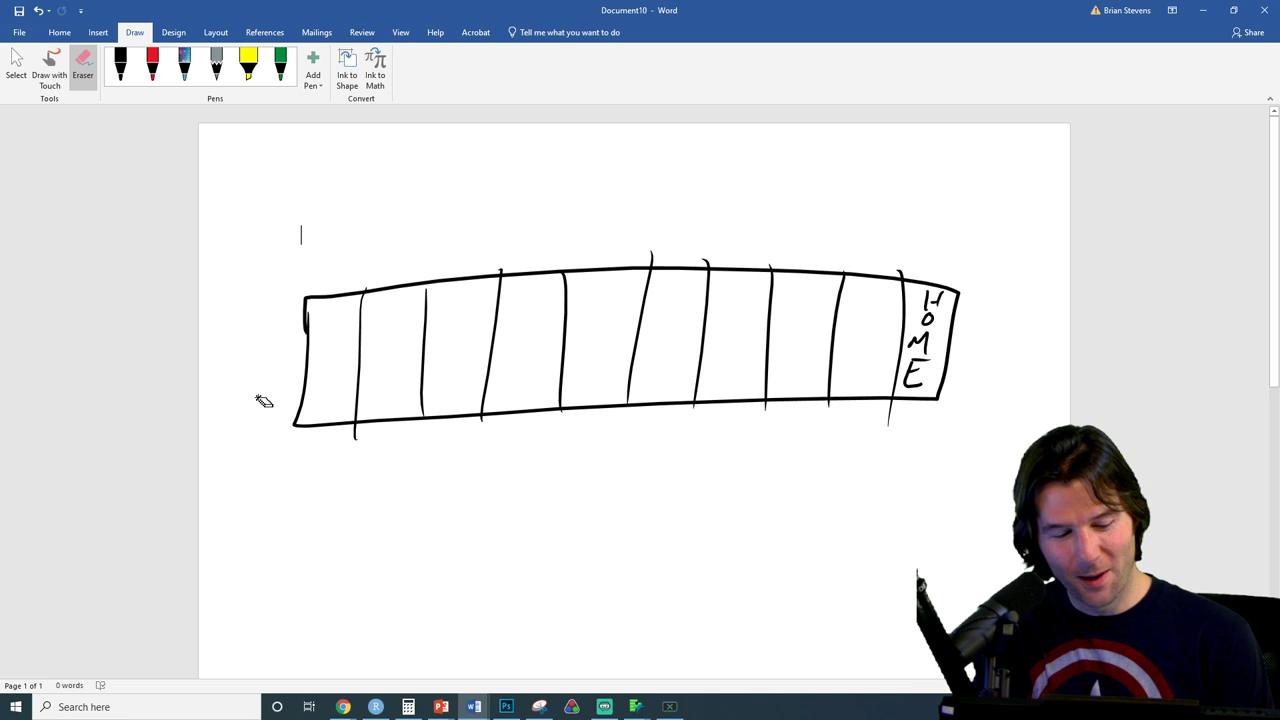 Document10 - Word
Brian Stevens
File Home Insert Draw Design Layout References Mailings Review View Help Acrobat Tell me what you want to do Share
Select
Draw with
Touch
Eraser
Add
Pen
Ink to
Shape
Ink to
Math
Tools
Pens
Convert
H
O
M
E
Page 1 of 1 0 words
Search here